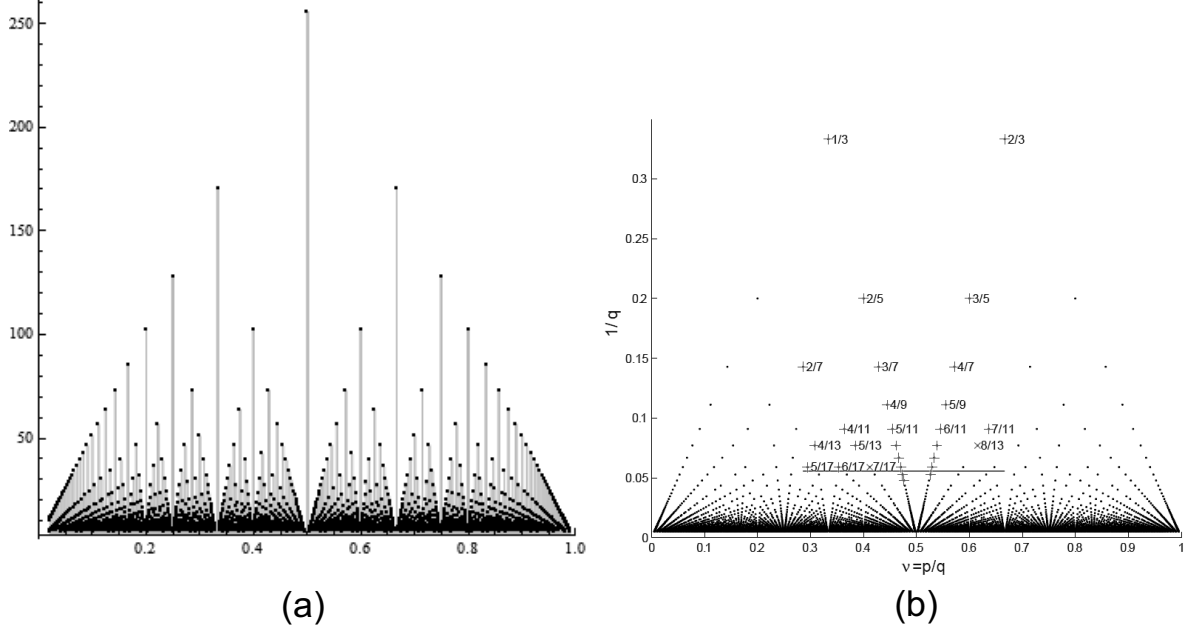 250
200
150
100
50
0.2 0.4 0.6 0.8 1.0
(a)
1/q
0.3
0.25
0.2
0.15
0.1
0.05
0
+1/3 +2/3
+2/5 +3/5
+2/7 +3/7 +4/7
+4/9 +5/9
+4/11 +5/11 +6/11 +7/11
+4/13 +5/13 ×8/13
+5/17 +6/17 ×7/17
0 0.1 0.2 0.3 0.4 0.5 0.6 0.7 0.8 0.9 1
ν=p/q
(b)